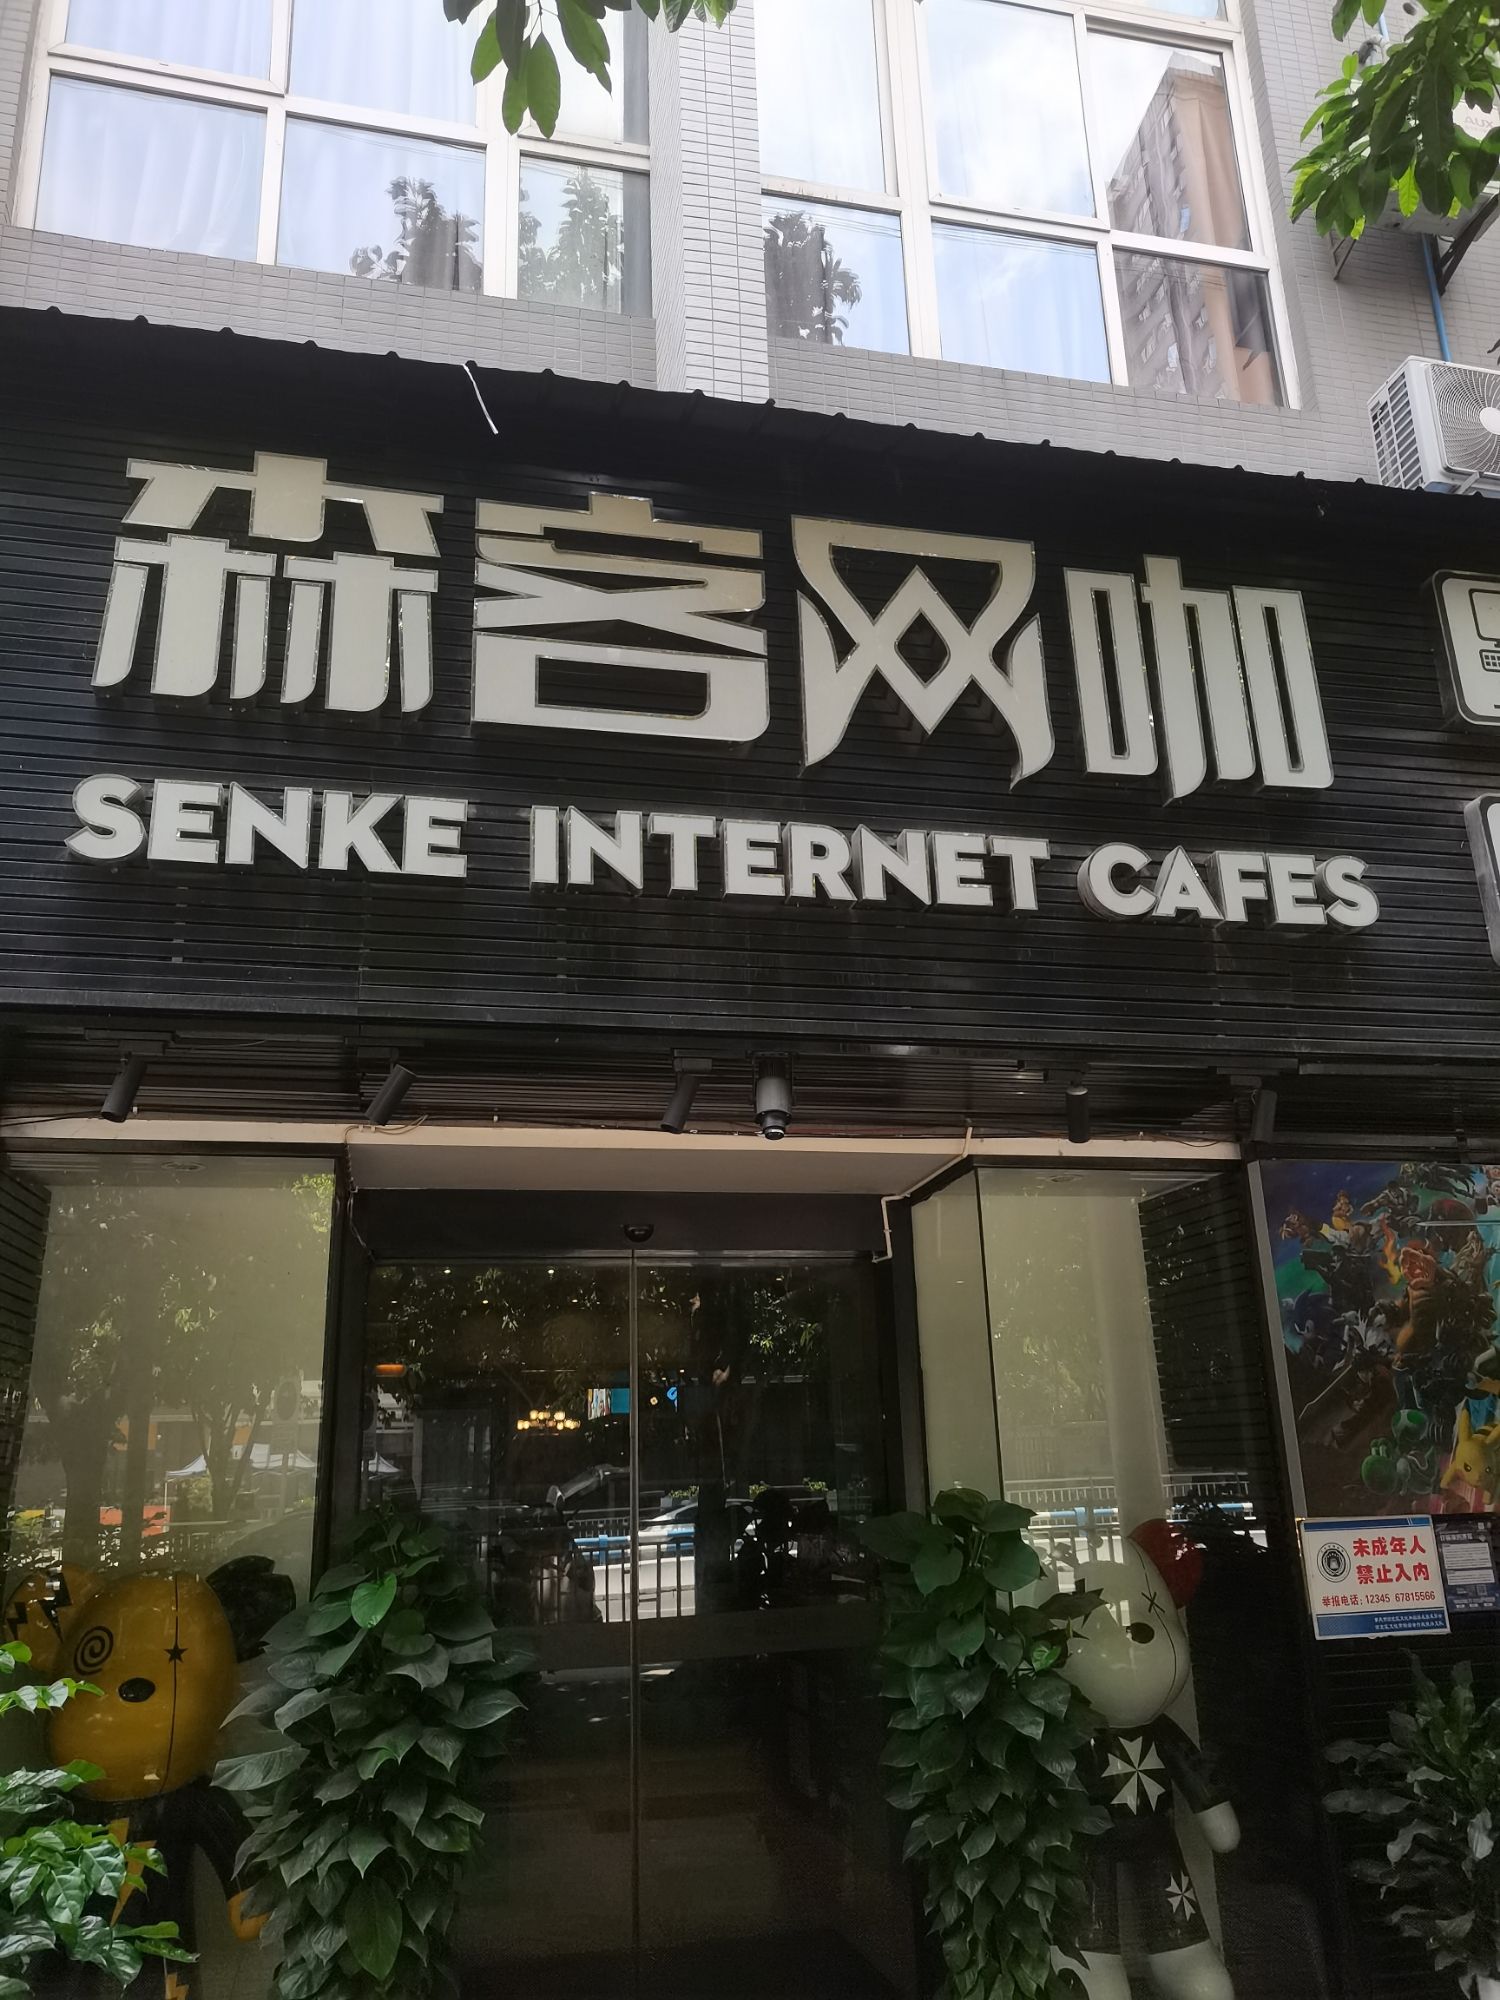 AUX
森客网咖
SENKE INTERNET CAFES
未成年人
禁止入内
举报电话：12345 67815566